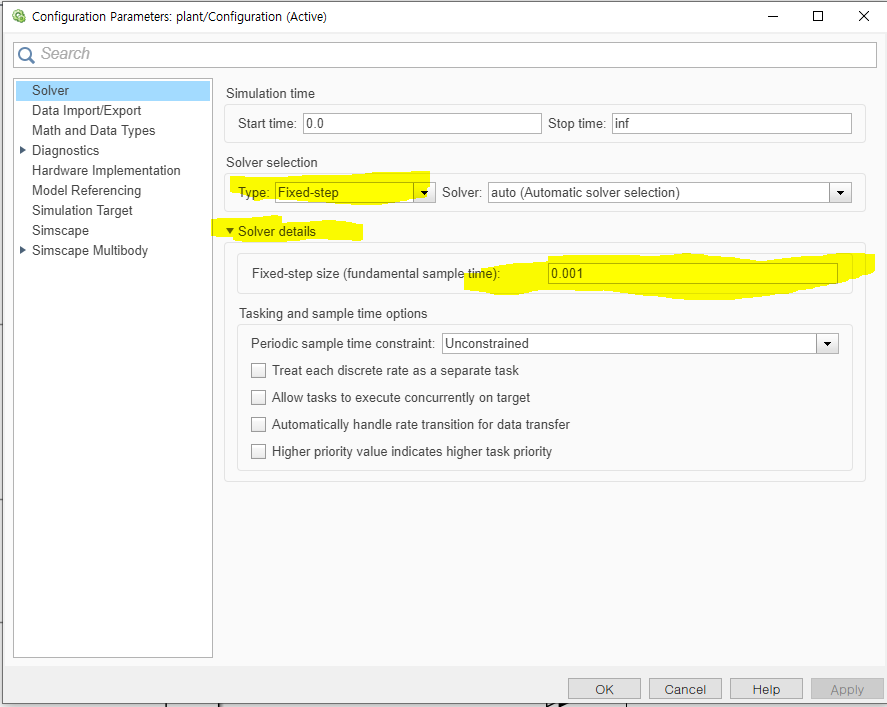 Configuration Parameters: plant/Configuration (Active)
Search
Solver
Data Import/Export
Math and Data Types
Diagnostics
Hardware Implementation
Model Referencing
Simulation Target
Simscape
Simscape Multibody
Simulation time
Start time: 0.0 Stop time: inf
Solver selection
Type: Fixed-step Solver: auto (Automatic solver selection)
Solver details
Fixed-step size (fundamental sample time): 0.001
Tasking and sample time options
Periodic sample time constraint: Unconstrained
Treat each discrete rate as a separate task
Allow tasks to execute concurrently on target
Automatically handle rate transition for data transfer
Higher priority value indicates higher task priority
OK Cancel Help Apply